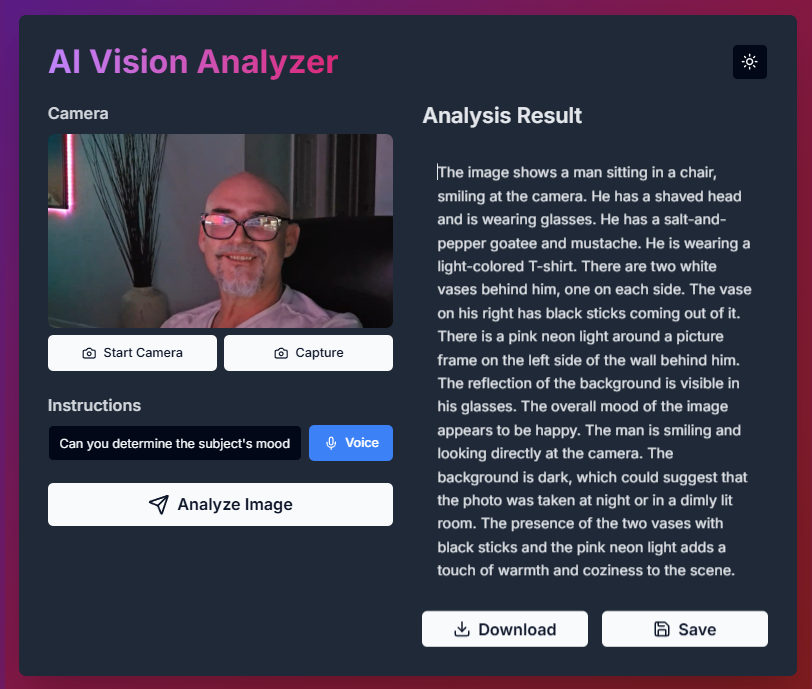 AI Vision Analyzer
Camera
Start Camera
Capture
Instructions
Can you determine the subject's mood
Voice
Analyze Image
Analysis Result
The image shows a man sitting in a chair,
smiling at the camera. He has a shaved head
and is wearing glasses. He has a salt-and-
pepper goatee and mustache. He is wearing a
light-colored T-shirt. There are two white
vases behind him, one on each side. The vase
on his right has black sticks coming out of it.
There is a pink neon light around a picture
frame on the left side of the wall behind him.
The reflection of the background is visible in
his glasses. The overall mood of the image
appears to be happy. The man is smiling and
looking directly at the camera. The
background is dark, which could suggest that
the photo was taken at night or in a dimly lit
room. The presence of the two vases with
black sticks and the pink neon light adds a
touch of warmth and coziness to the scene.
Download
Save